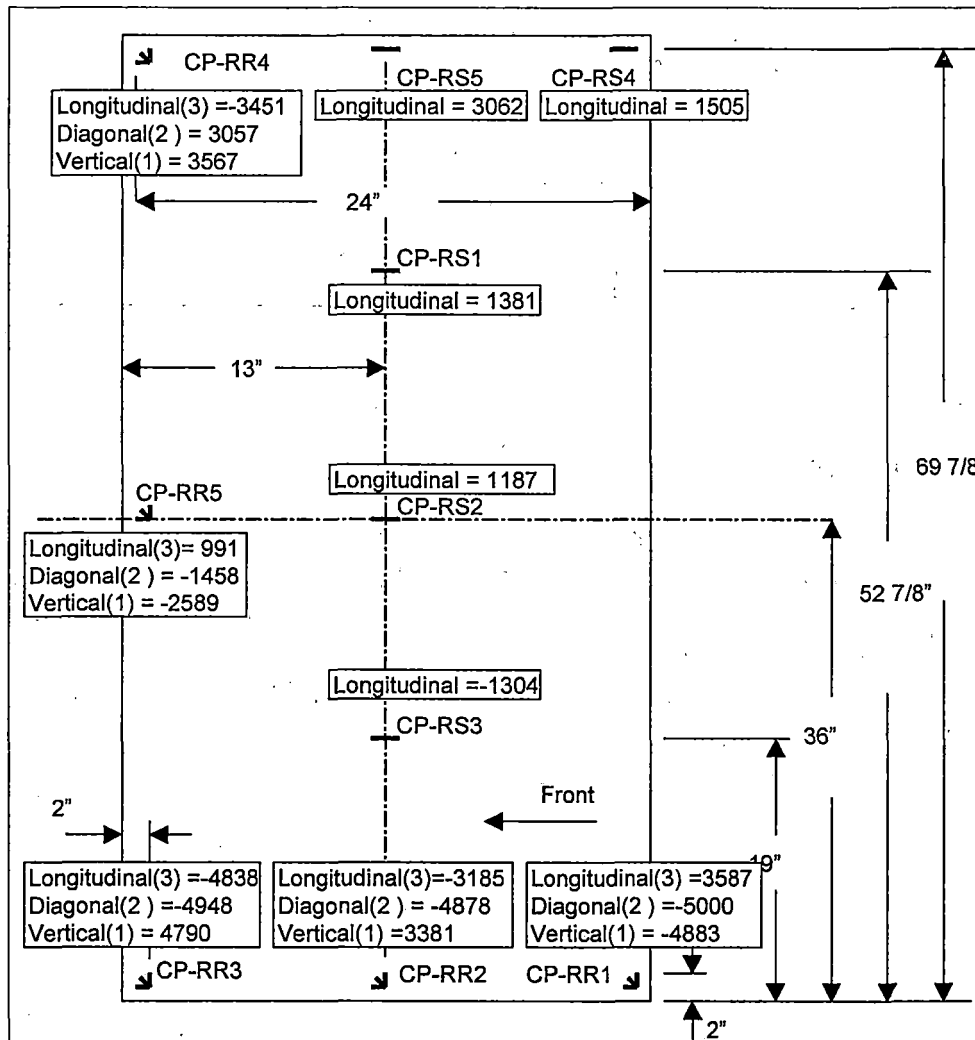 CP-RR4
CP-RS5
CP-RS4
Longitudinal(3) =-3451
Diagonal(2 ) = 3057
Vertical(1) = 3567
Longitudinal = 3062
Longitudinal = 1505
24"
CP-RS1
Longitudinal = 1381
13"
69 7/8
Longitudinal = 1187
CP-RR5
CP-RS2
Longitudinal(3)= 991
Diagonal(2 ) = -1458
Vertical(1) = -2589
52 7/8"
Longitudinal =-1304
CP-RS3
36"
2"
Front
19"
Longitudinal(3) =-4838
Diagonal(2 ) =-4948
Vertical(1) = 4790
Longitudinal(3)=-3185
Diagonal(2 ) = -4878
Vertical(1) =3381
Longitudinal(3) =3587
Diagonal(2 ) = -5000
Vertical(1) = -4883
CP-RR3
CP-RR2
CP-RR1
2"